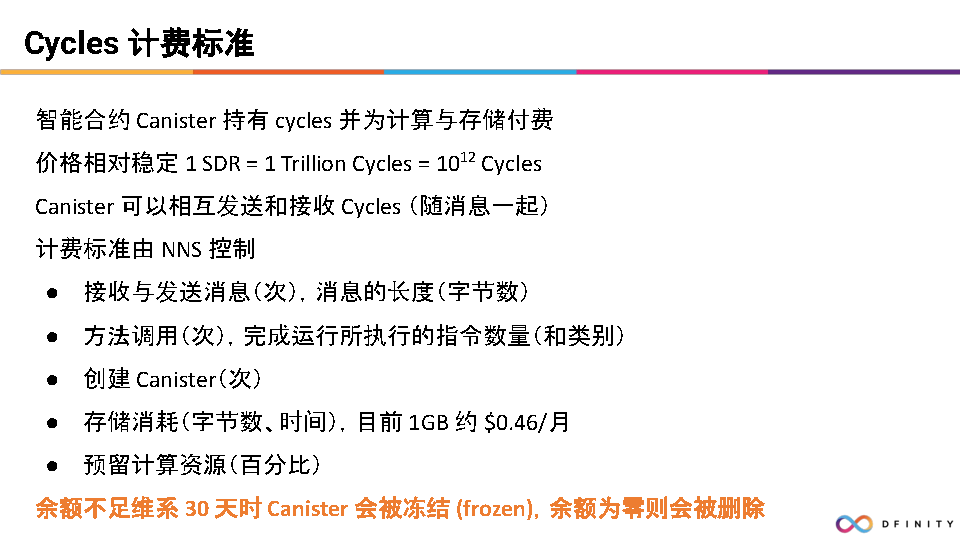 Cycles 计费标准
智能合约 Canister 持有 cycles 并为计算与存储付费
价格相对稳定 1 SDR = 1 Trillion Cycles = 10¹² Cycles
Canister 可以相互发送和接收 Cycles（随消息一起）
计费标准由 NNS 控制
● 接收与发送消息（次），消息的长度（字节数）
● 方法调用（次），完成运行所执行的指令数量（和类别）
● 创建 Canister（次）
● 存储消耗（字节数、时间），目前 1GB 约 $0.46/月
● 预留计算资源（百分比）
余额不足维系 30 天时 Canister 会被冻结 (frozen)，余额为零则会被删除
DFINITY